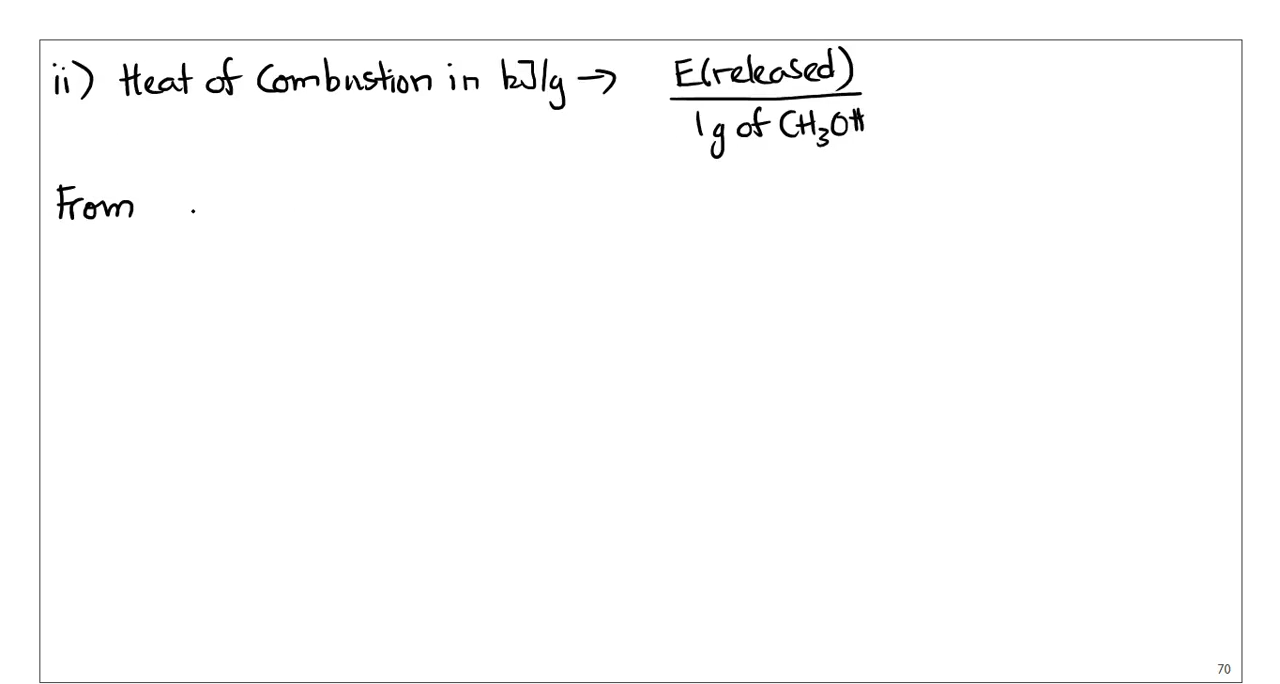 ii) Heat of Combustion in kJ/g → E(released)
1g of CH₃OH
From
70